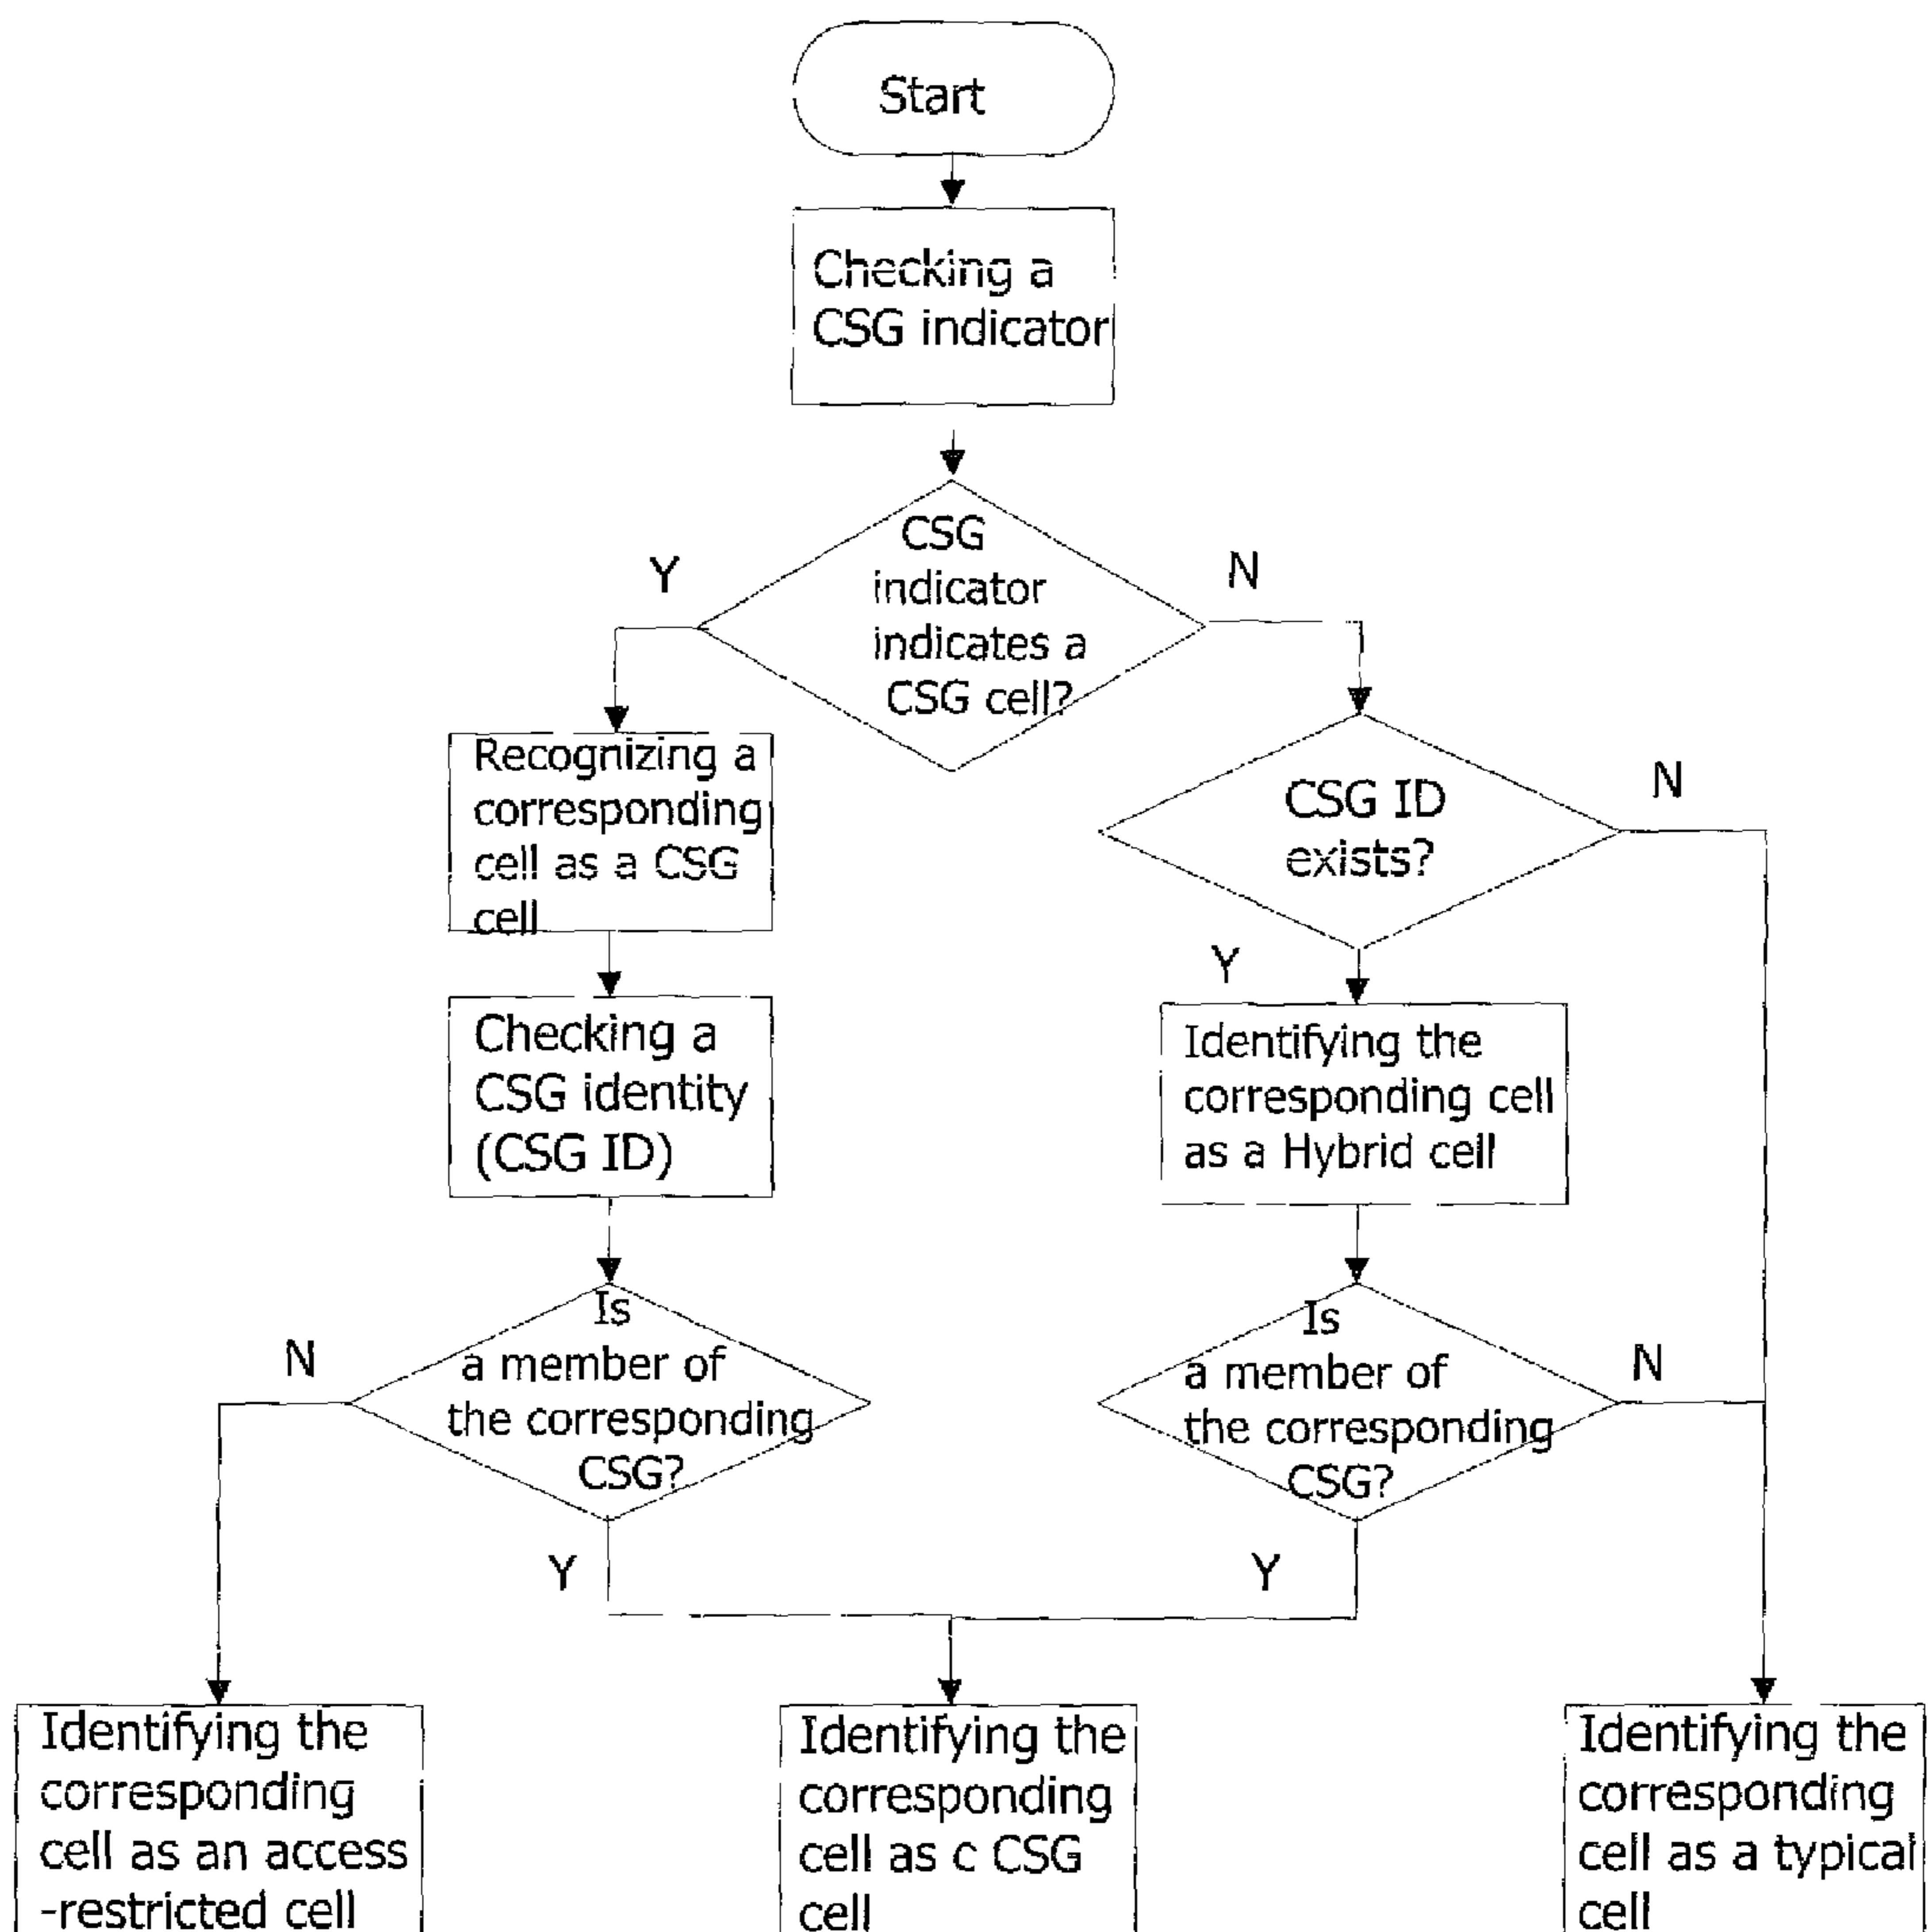 Start
Checking a
CSG indicator
CSG
indicator
indicates a
CSG cell?
Y
N
Recognizing a
corresponding
cell as a CSG
cell
CSG ID
exists?
N
Y
Checking a
CSG identity
(CSG ID)
Identifying the
corresponding cell
as a Hybrid cell
Is
a member of
the corresponding
CSG?
N
Y
Is
a member of
the corresponding
CSG?
N
Y
Identifying the
corresponding
cell as an access
-restricted cell
Identifying the
corresponding
cell as c CSG
cell
Identifying the
corresponding
cell as a typical
cell